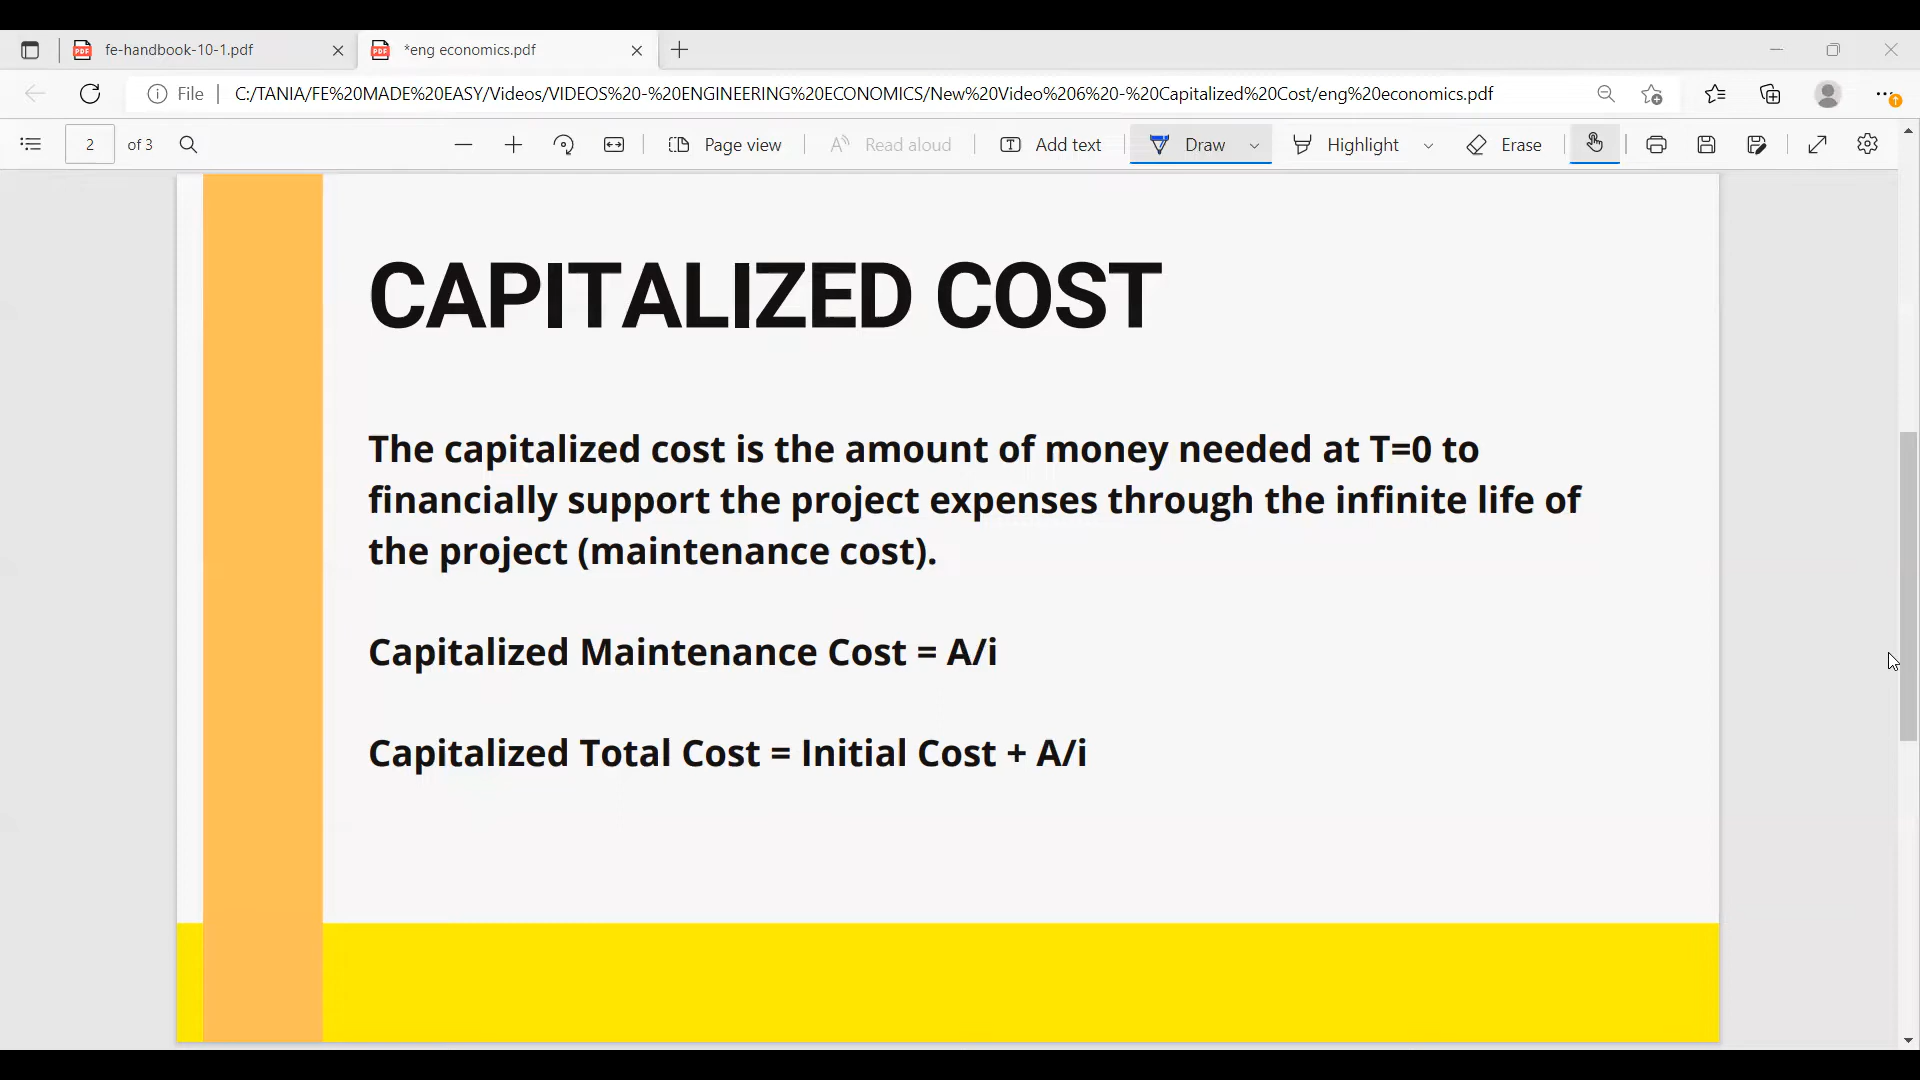 fe-handbook-10-1.pdf
*eng economics.pdf
File
C:/TANIA/FE%20MADE%20EASY/Videos/VIDEOS%20-%20ENGINEERING%20ECONOMICS/New%20Video%206%20-%20Capitalized%20Cost/eng%20economics.pdf
2 of 3
Page view
Read aloud
Add text
Draw
Highlight
Erase
CAPITALIZED COST
The capitalized cost is the amount of money needed at T=0 to
financially support the project expenses through the infinite life of
the project (maintenance cost).
Capitalized Maintenance Cost = A/i
Capitalized Total Cost = Initial Cost + A/i